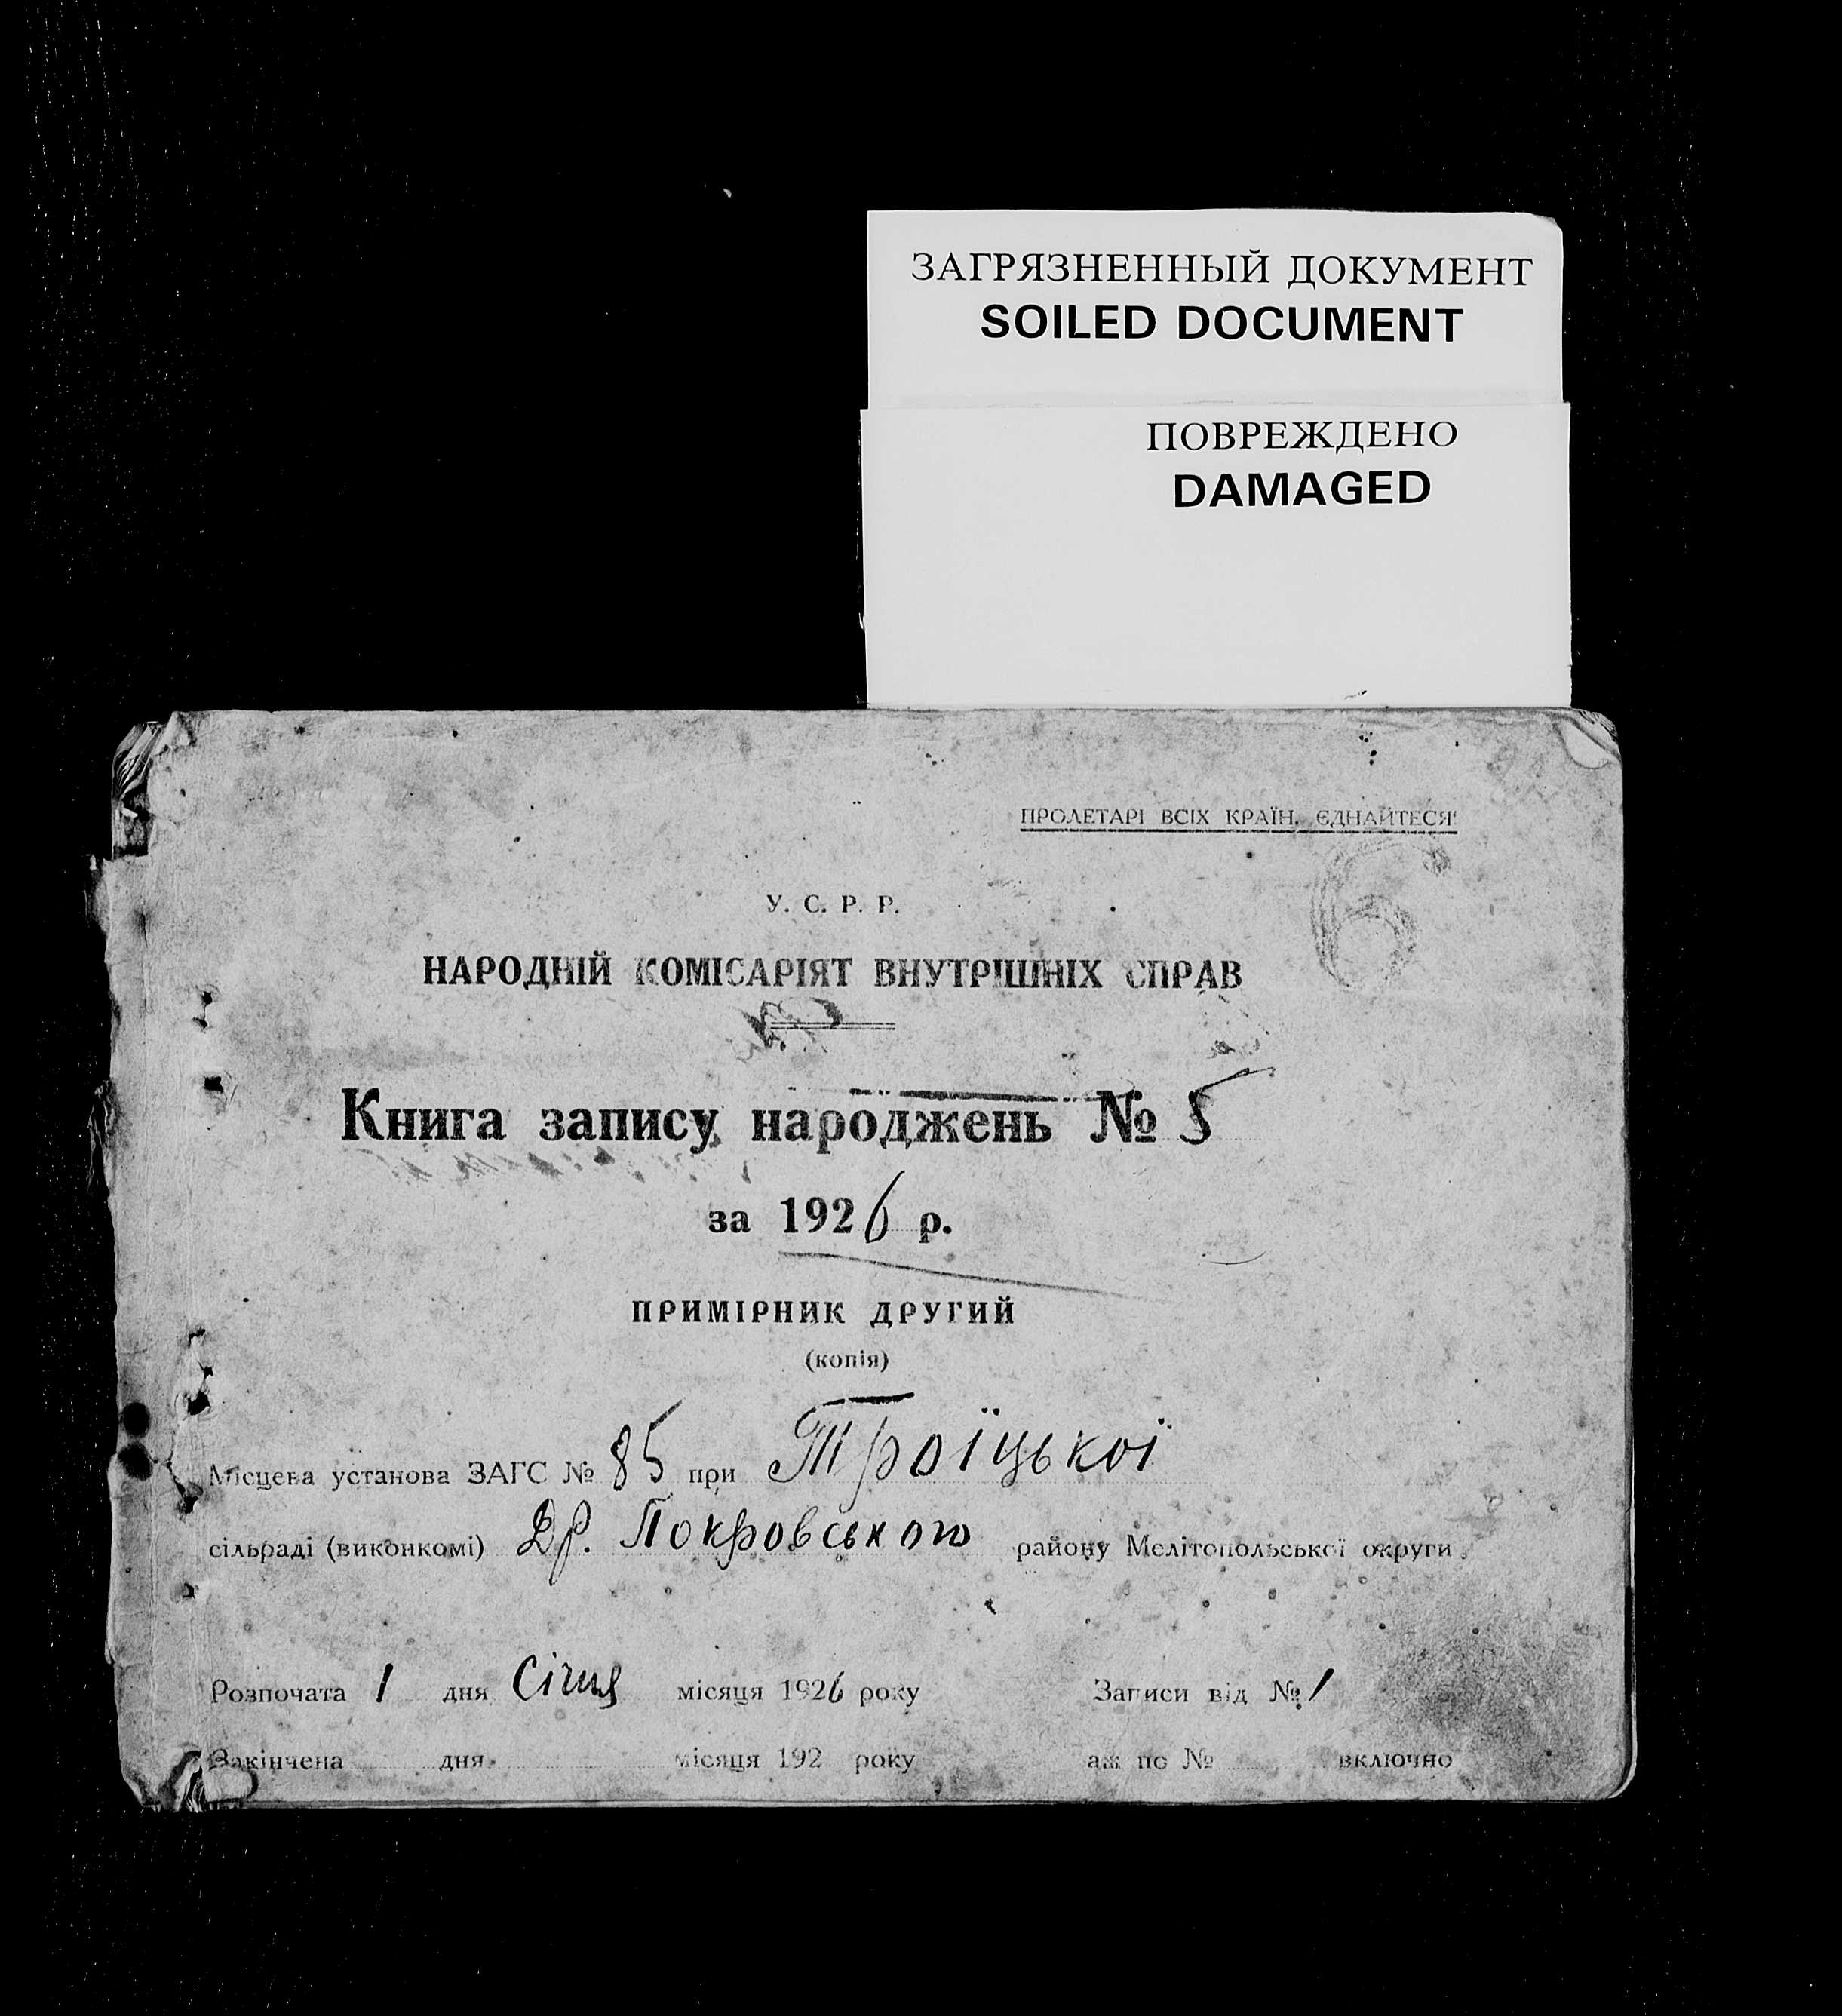 ЗАГРЯЗНЕННЫЙ ДОКУМЕНТ
SOILED DOCUMENT
ПОВРЕЖДЕНО
DAMAGED
ПРОЛЕТАРІ ВСІХ КРАЇН, ЄДНАЙТЕСЯ!
6
У. С. Р. Р.
НАРОДНІЙ КОМІСАРІЯТ ВНУТРІШНІХ СПРАВ
Книга запису народжень № 5
за 1926 р.
ПРИМІРНИК ДРУГИЙ
(копія)
Місцева установа ЗАГС № 85 при Троїцької
сільраді (виконкомі) Др. Покровського району Мелітопольської округи.
Розпочата 1 дня Січня місяця 1926 року Записи від № 1
Закінчена дня місяця 192 року аж по № включно